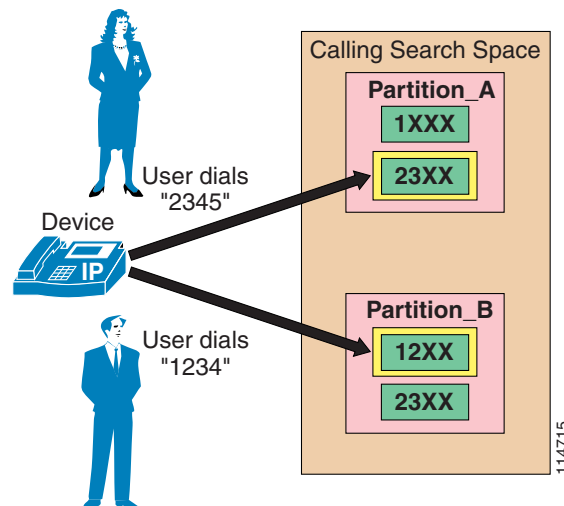 Calling Search Space
Partition_A
1XXX
23XX
User dials
"2345"
Device
IP
User dials
"1234"
Partition_B
12XX
23XX
114715